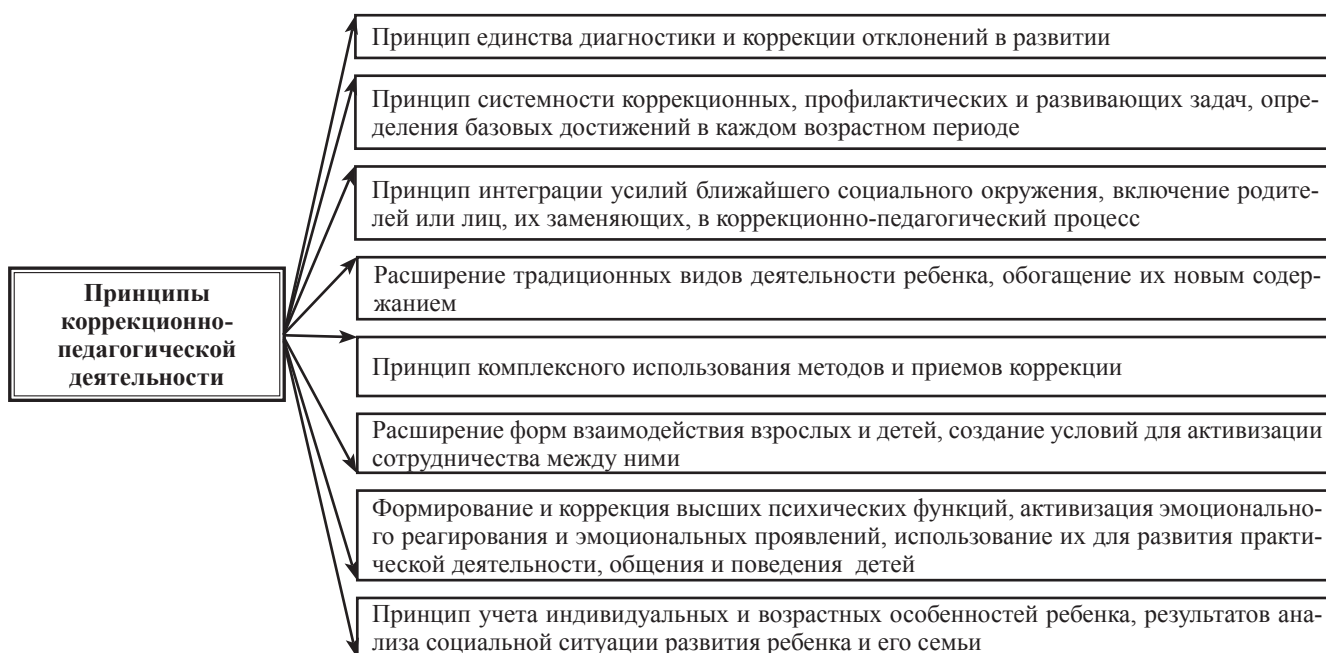 Принцип единства диагностики и коррекции отклонений в развитии
Принцип системности коррекционных, профилактических и развивающих задач, опре-
деления базовых достижений в каждом возрастном периоде
Принцип интеграции усилий ближайшего социального окружения, включение родите-
лей или лиц, их заменяющих, в коррекционно-педагогический процесс
Расширение традиционных видов деятельности ребенка, обогащение их новым содер-
жанием
Принципы
коррекционно-
педагогической
деятельности
Принцип комплексного использования методов и приемов коррекции
Расширение форм взаимодействия взрослых и детей, создание условий для активизации
сотрудничества между ними
Формирование и коррекция высших психических функций, активизация эмоционально-
го реагирования и эмоциональных проявлений, использование их для развития практи-
ческой деятельности, общения и поведения детей
Принцип учета индивидуальных и возрастных особенностей ребенка, результатов ана-
лиза социальной ситуации развития ребенка и его семьи